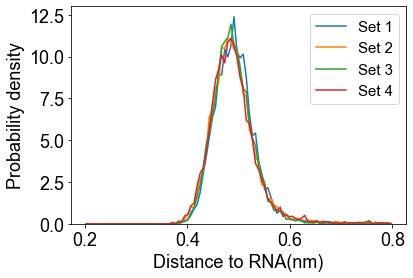 12.5
10.0
7.5
5.0
2.5
0.0
Probability density
0.2
0.4
0.6
0.8
Distance to RNA(nm)
Set 1
Set 2
Set 3
Set 4